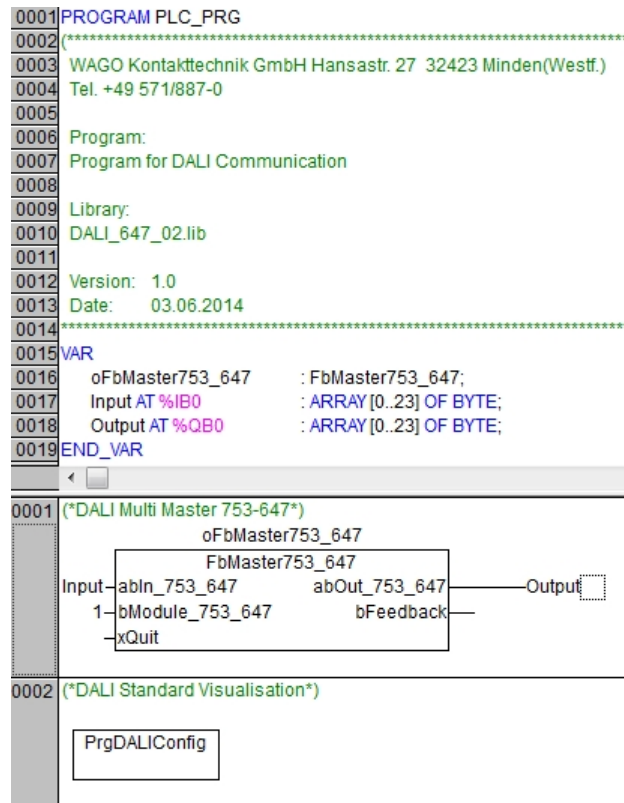 0001 PROGRAM PLC_PRG
0002 (***************************************************************************
0003 WAGO Kontakttechnik GmbH Hansastr. 27  32423 Minden(Westf.)
0004 Tel. +49 571/887-0
0005
0006 Program:
0007 Program for DALI Communication
0008
0009 Library:
0010 DALI_647_02.lib
0011
0012 Version: 1.0
0013 Date: 03.06.2014
0014 ***************************************************************************
0015 VAR
0016 oFbMaster753_647 : FbMaster753_647;
0017 Input AT %IB0 : ARRAY [0..23] OF BYTE;
0018 Output AT %QB0 : ARRAY [0..23] OF BYTE;
0019 END_VAR
0001 (*DALI Multi Master 753-647*)
oFbMaster753_647
FbMaster753_647
Input abIn_753_647 abOut_753_647 Output
1 bModule_753_647 bFeedback
xQuit
0002 (*DALI Standard Visualisation*)
PrgDALIConfig